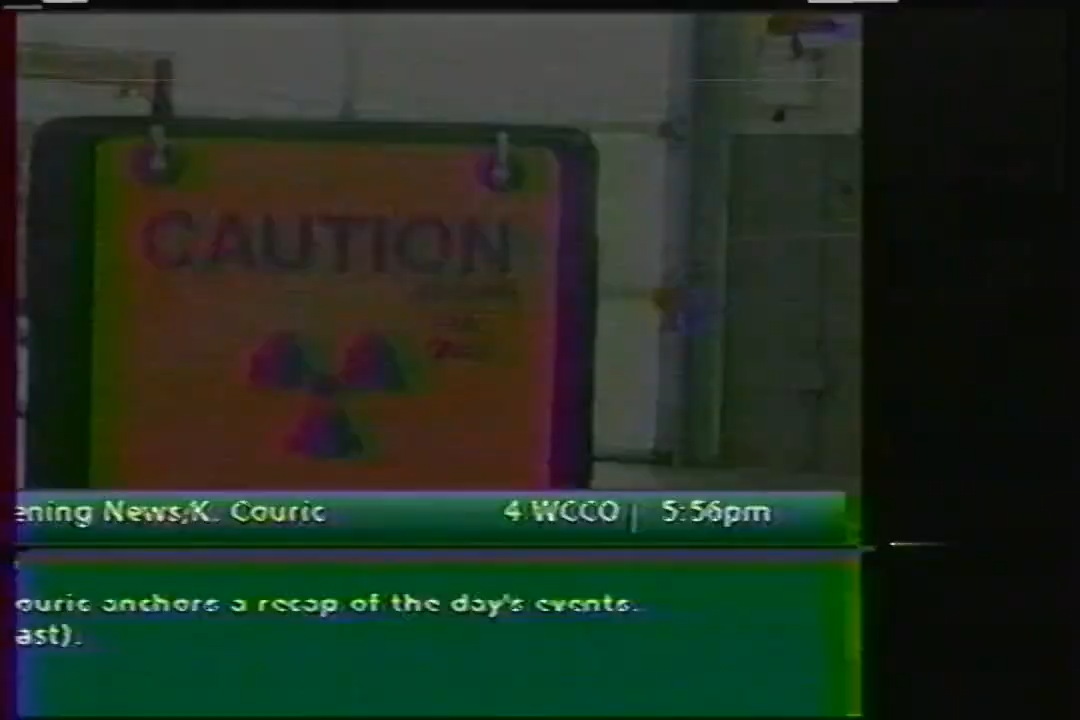 CAUTION
ening News;K. Couric 4 WCCO | 5:56pm
ouric anchors a recap of the day's events.
ast).